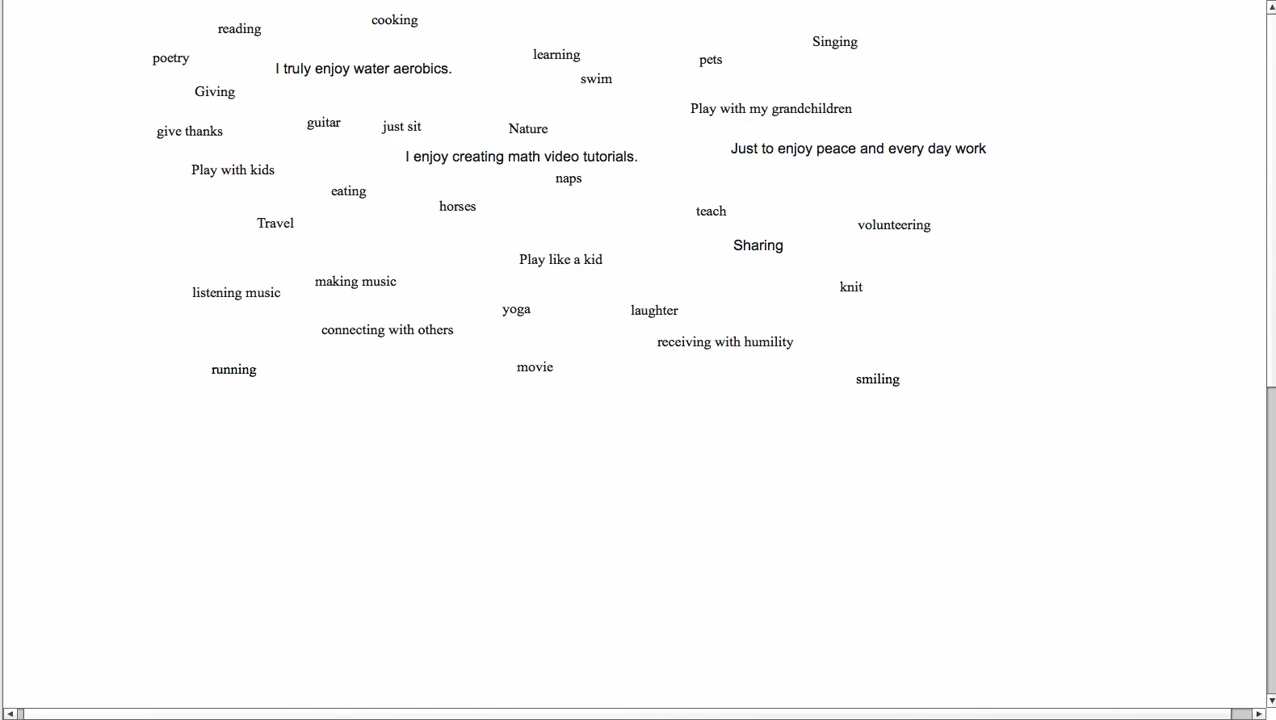 cooking
reading
Singing
learning
poetry
pets
I truly enjoy water aerobics.
swim
Giving
Play with my grandchildren
guitar
just sit
Nature
give thanks
Just to enjoy peace and every day work
I enjoy creating math video tutorials.
Play with kids
naps
eating
horses
teach
Travel
volunteering
Sharing
Play like a kid
making music
knit
listening music
yoga
laughter
connecting with others
receiving with humility
movie
running
smiling